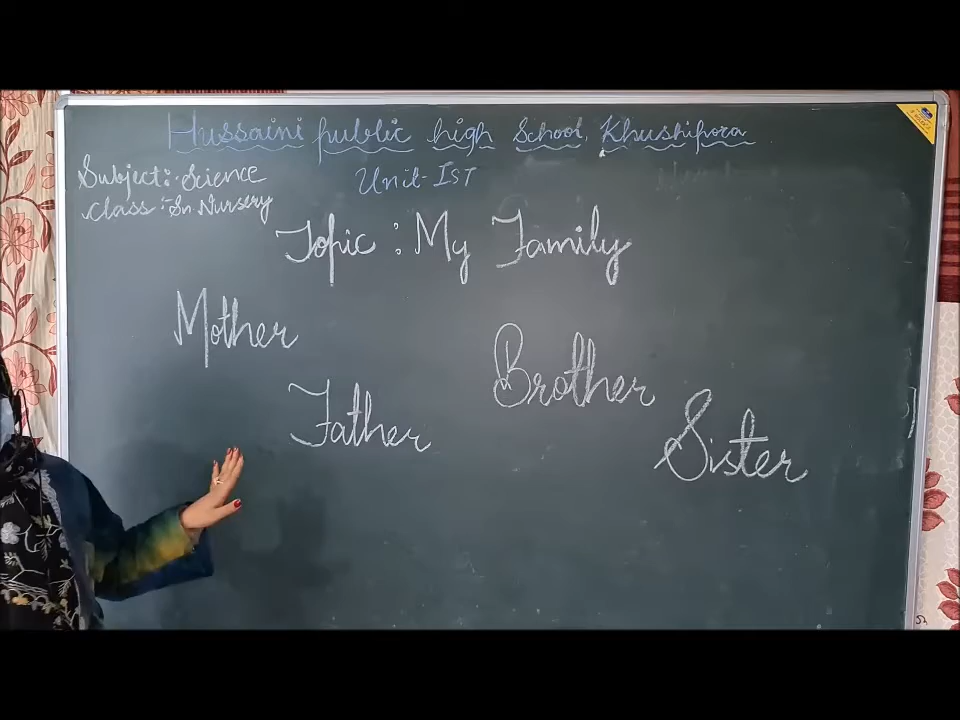 Hussaini public high School, Khushipora
Subject:- Science
Unit- IST
Class :- Sr. Nursery
Topic : My Family
Mother
Brother
Father
Sister